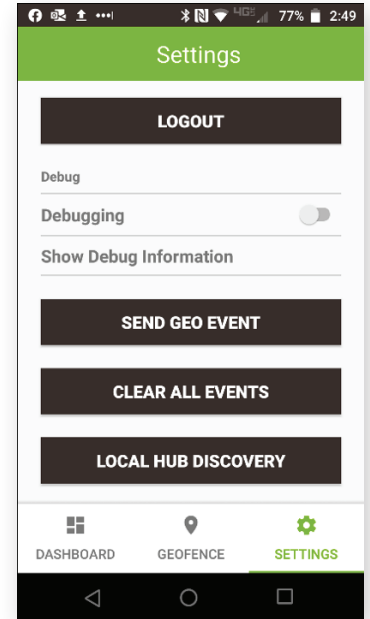 4GE 77% 2:49
Settings
LOGOUT
Debug
Debugging
Show Debug Information
SEND GEO EVENT
CLEAR ALL EVENTS
LOCAL HUB DISCOVERY
DASHBOARD GEOFENCE SETTINGS